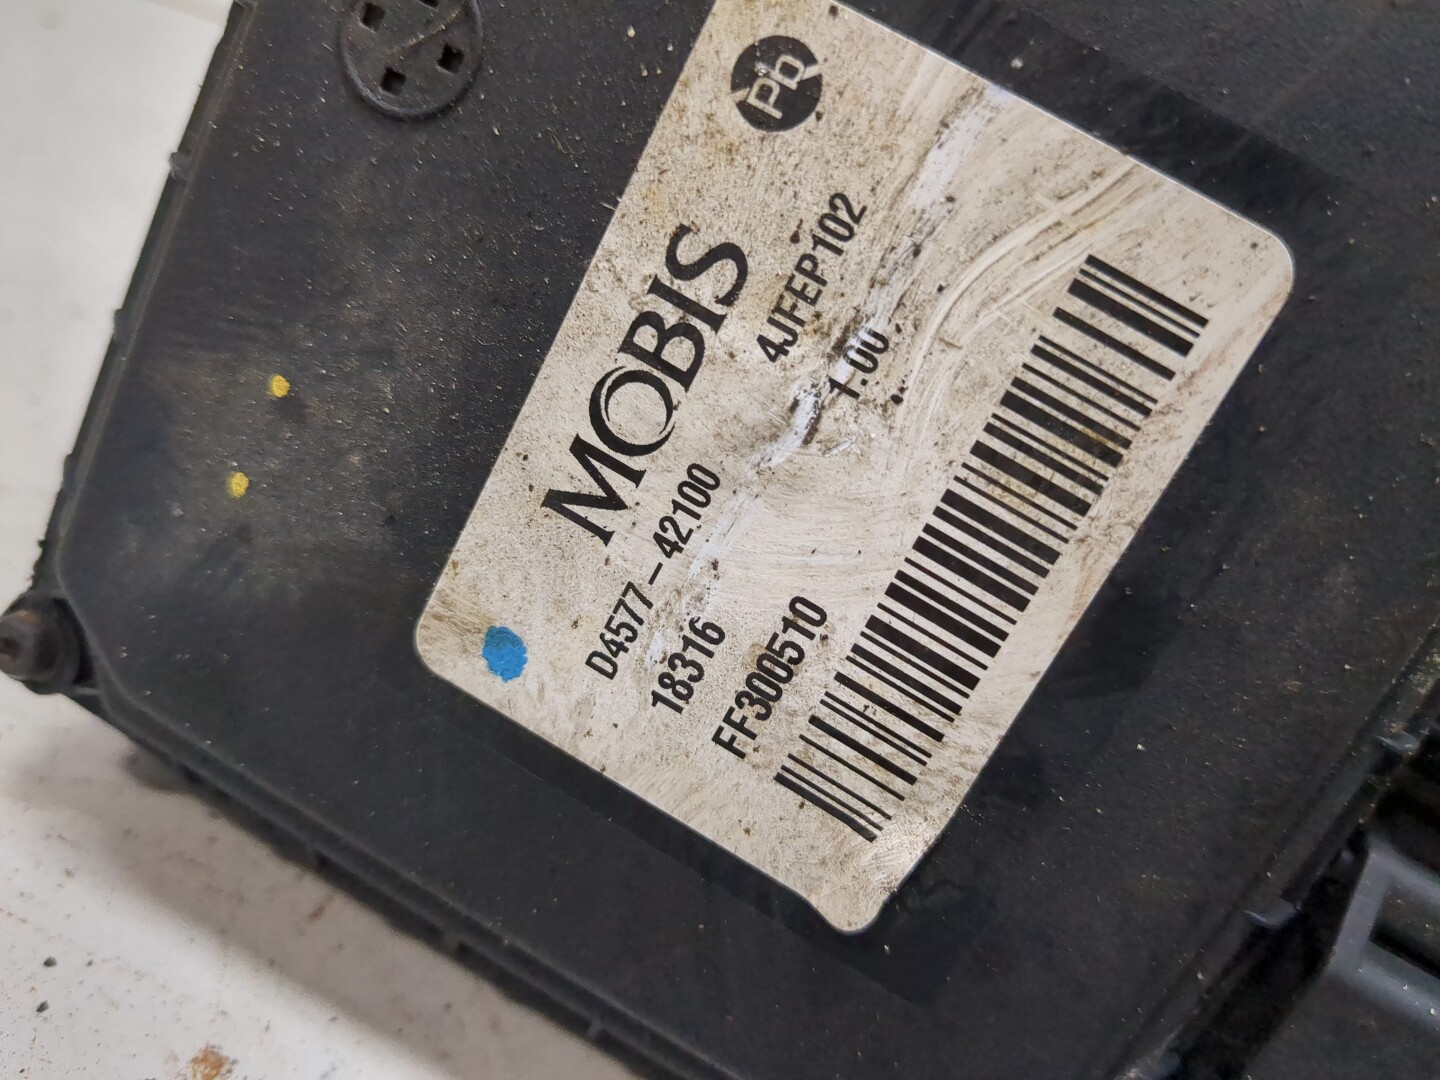 Pb
MOBIS
D4577-42100 4JFEP102
18316 1.00
FF300510